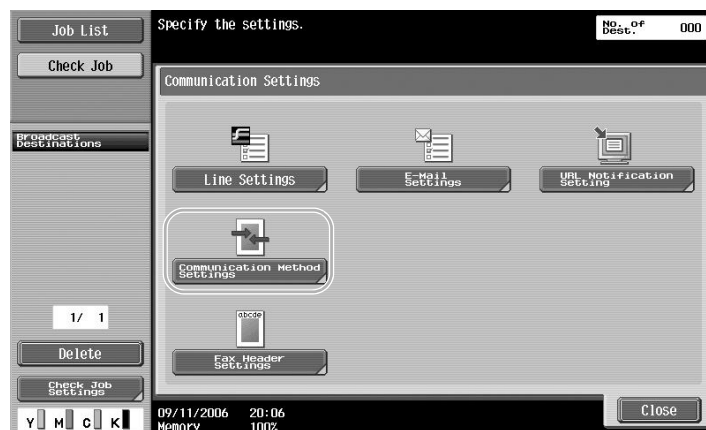 Job List
Check Job
Broadcast
Destinations
1/ 1
Delete
Check Job
Settings
Y M C K
Specify the settings.
No. of
Dest.
000
Communication Settings
Line Settings
E-Mail
Settings
URL Notification
Setting
Communication Method
Settings
abcde
Fax Header
Settings
09/11/2006 20:06
Memory 100%
Close